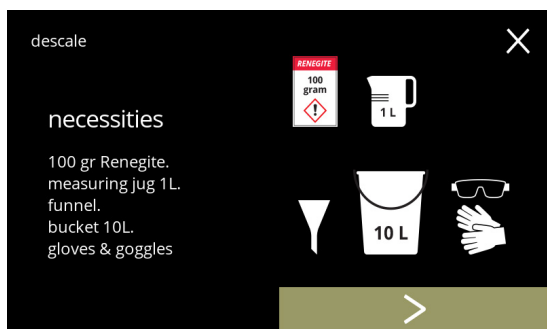 descale
necessities
100 gr Renegite.
measuring jug 1L.
funnel.
bucket 10L.
gloves & goggles
RENEGITE
100
gram
!
1 L
10 L